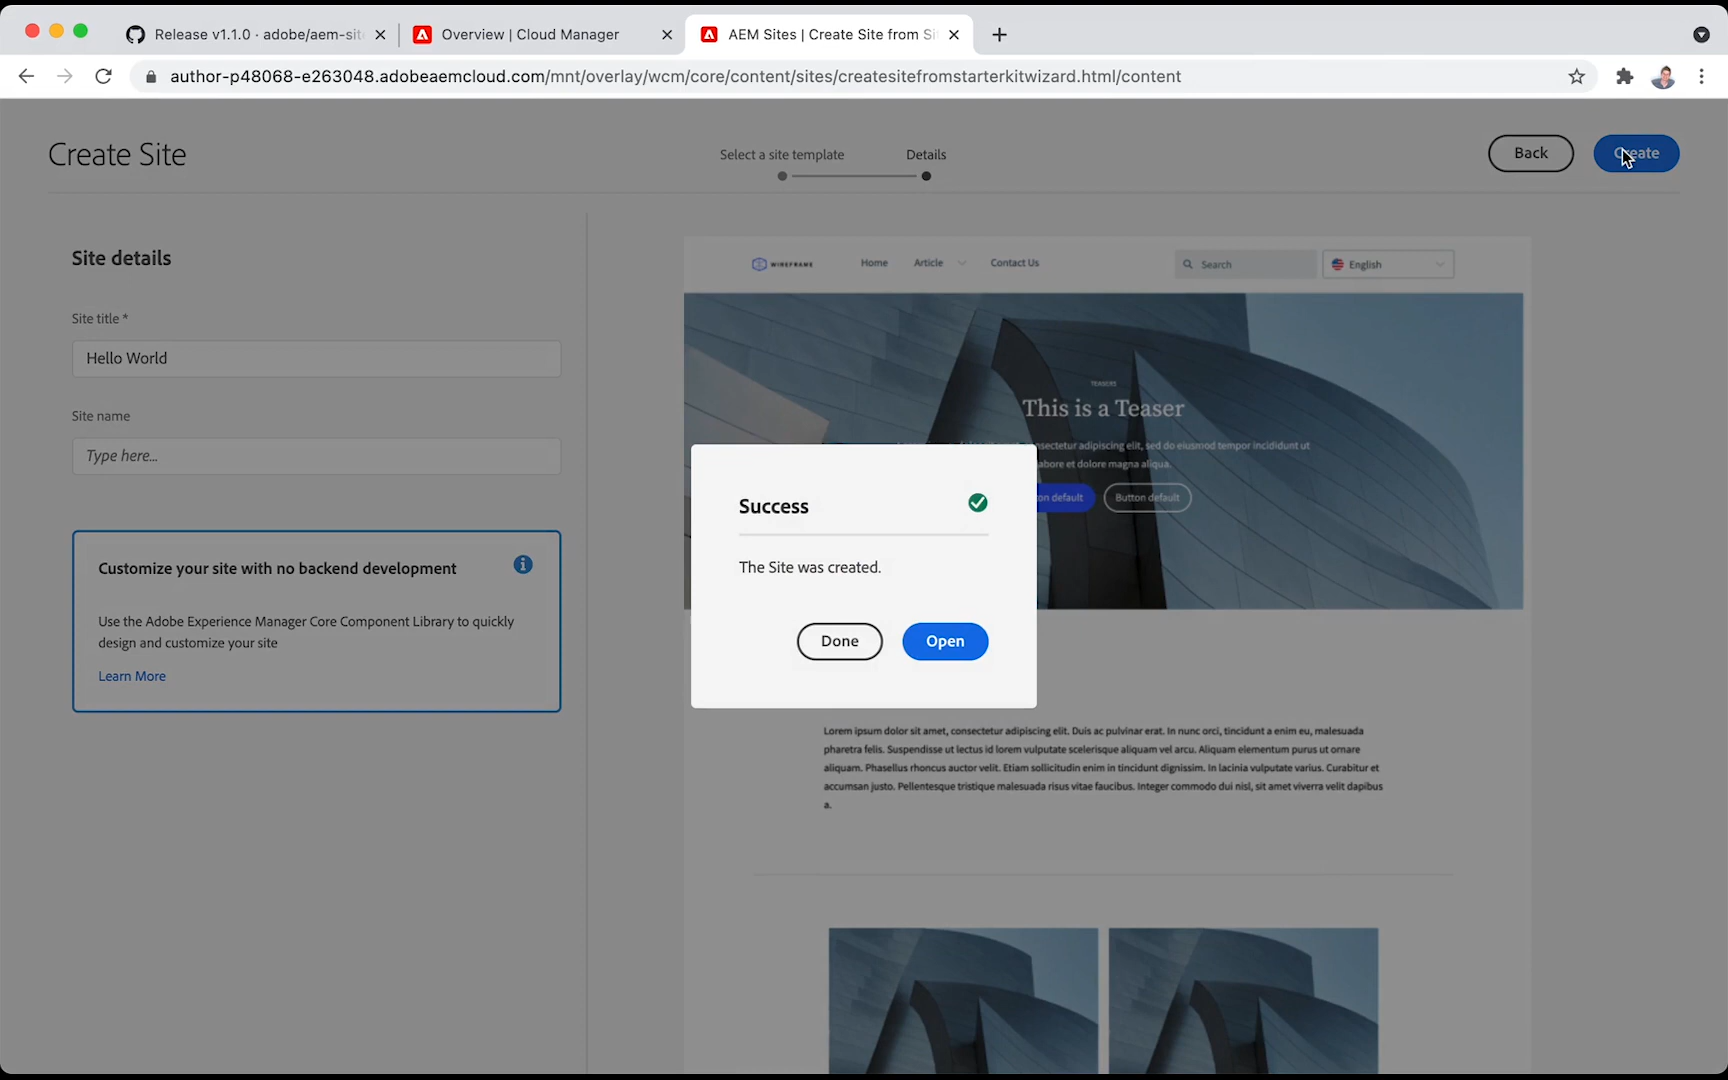 Release v1.1.0 · adobe/aem-sit
Overview | Cloud Manager
AEM Sites | Create Site from Si
author-p48068-e263048.adobeaemcloud.com/mnt/overlay/wcm/core/content/sites/createsitefromstarterkitwizard.html/content
Create Site
Select a site template
Details
Back
Create
Site details
Site title *
Hello World
Site name
Type here...
Customize your site with no backend development
Use the Adobe Experience Manager Core Component Library to quickly
design and customize your site
Learn More
WIREFRAME
Home
Article
Contact Us
Search
English
TEASERS
This is a Teaser
consectetur adipiscing elit, sed do eiusmod tempor incididunt ut
labore et dolore magna aliqua.
on default
Button default
Success
The Site was created.
Done
Open
Lorem ipsum dolor sit amet, consectetur adipiscing elit. Duis ac pulvinar erat. In nunc orci, tincidunt a enim eu, malesuada
pharetra felis. Suspendisse ut lectus id lorem vulputate scelerisque aliquam vel arcu. Aliquam elementum purus ut ornare
aliquam. Phasellus rhoncus auctor velit. Etiam sollicitudin enim in tincidunt dignissim. In lacinia vulputate varius. Curabitur et
accumsan justo. Pellentesque tristique malesuada risus vitae faucibus. Integer commodo dui nisl, sit amet viverra velit dapibus
a.